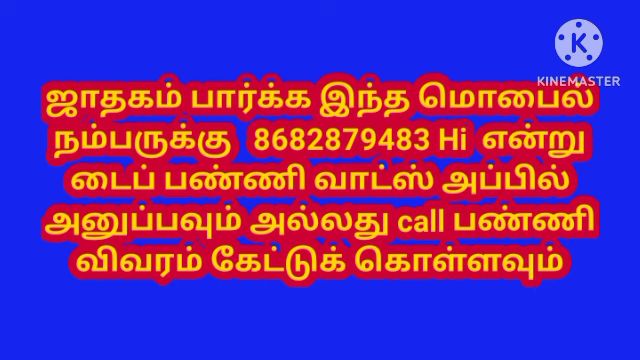 KINEMASTER
ஜாதகம் பார்க்க இந்த மொபைல்
நம்பருக்கு 8682879483 Hi என்று
டைப் பண்ணி வாட்ஸ் அப்பில்
அனுப்பவும் அல்லது call பண்ணி
விவரம் கேட்டுக் கொள்ளவும்